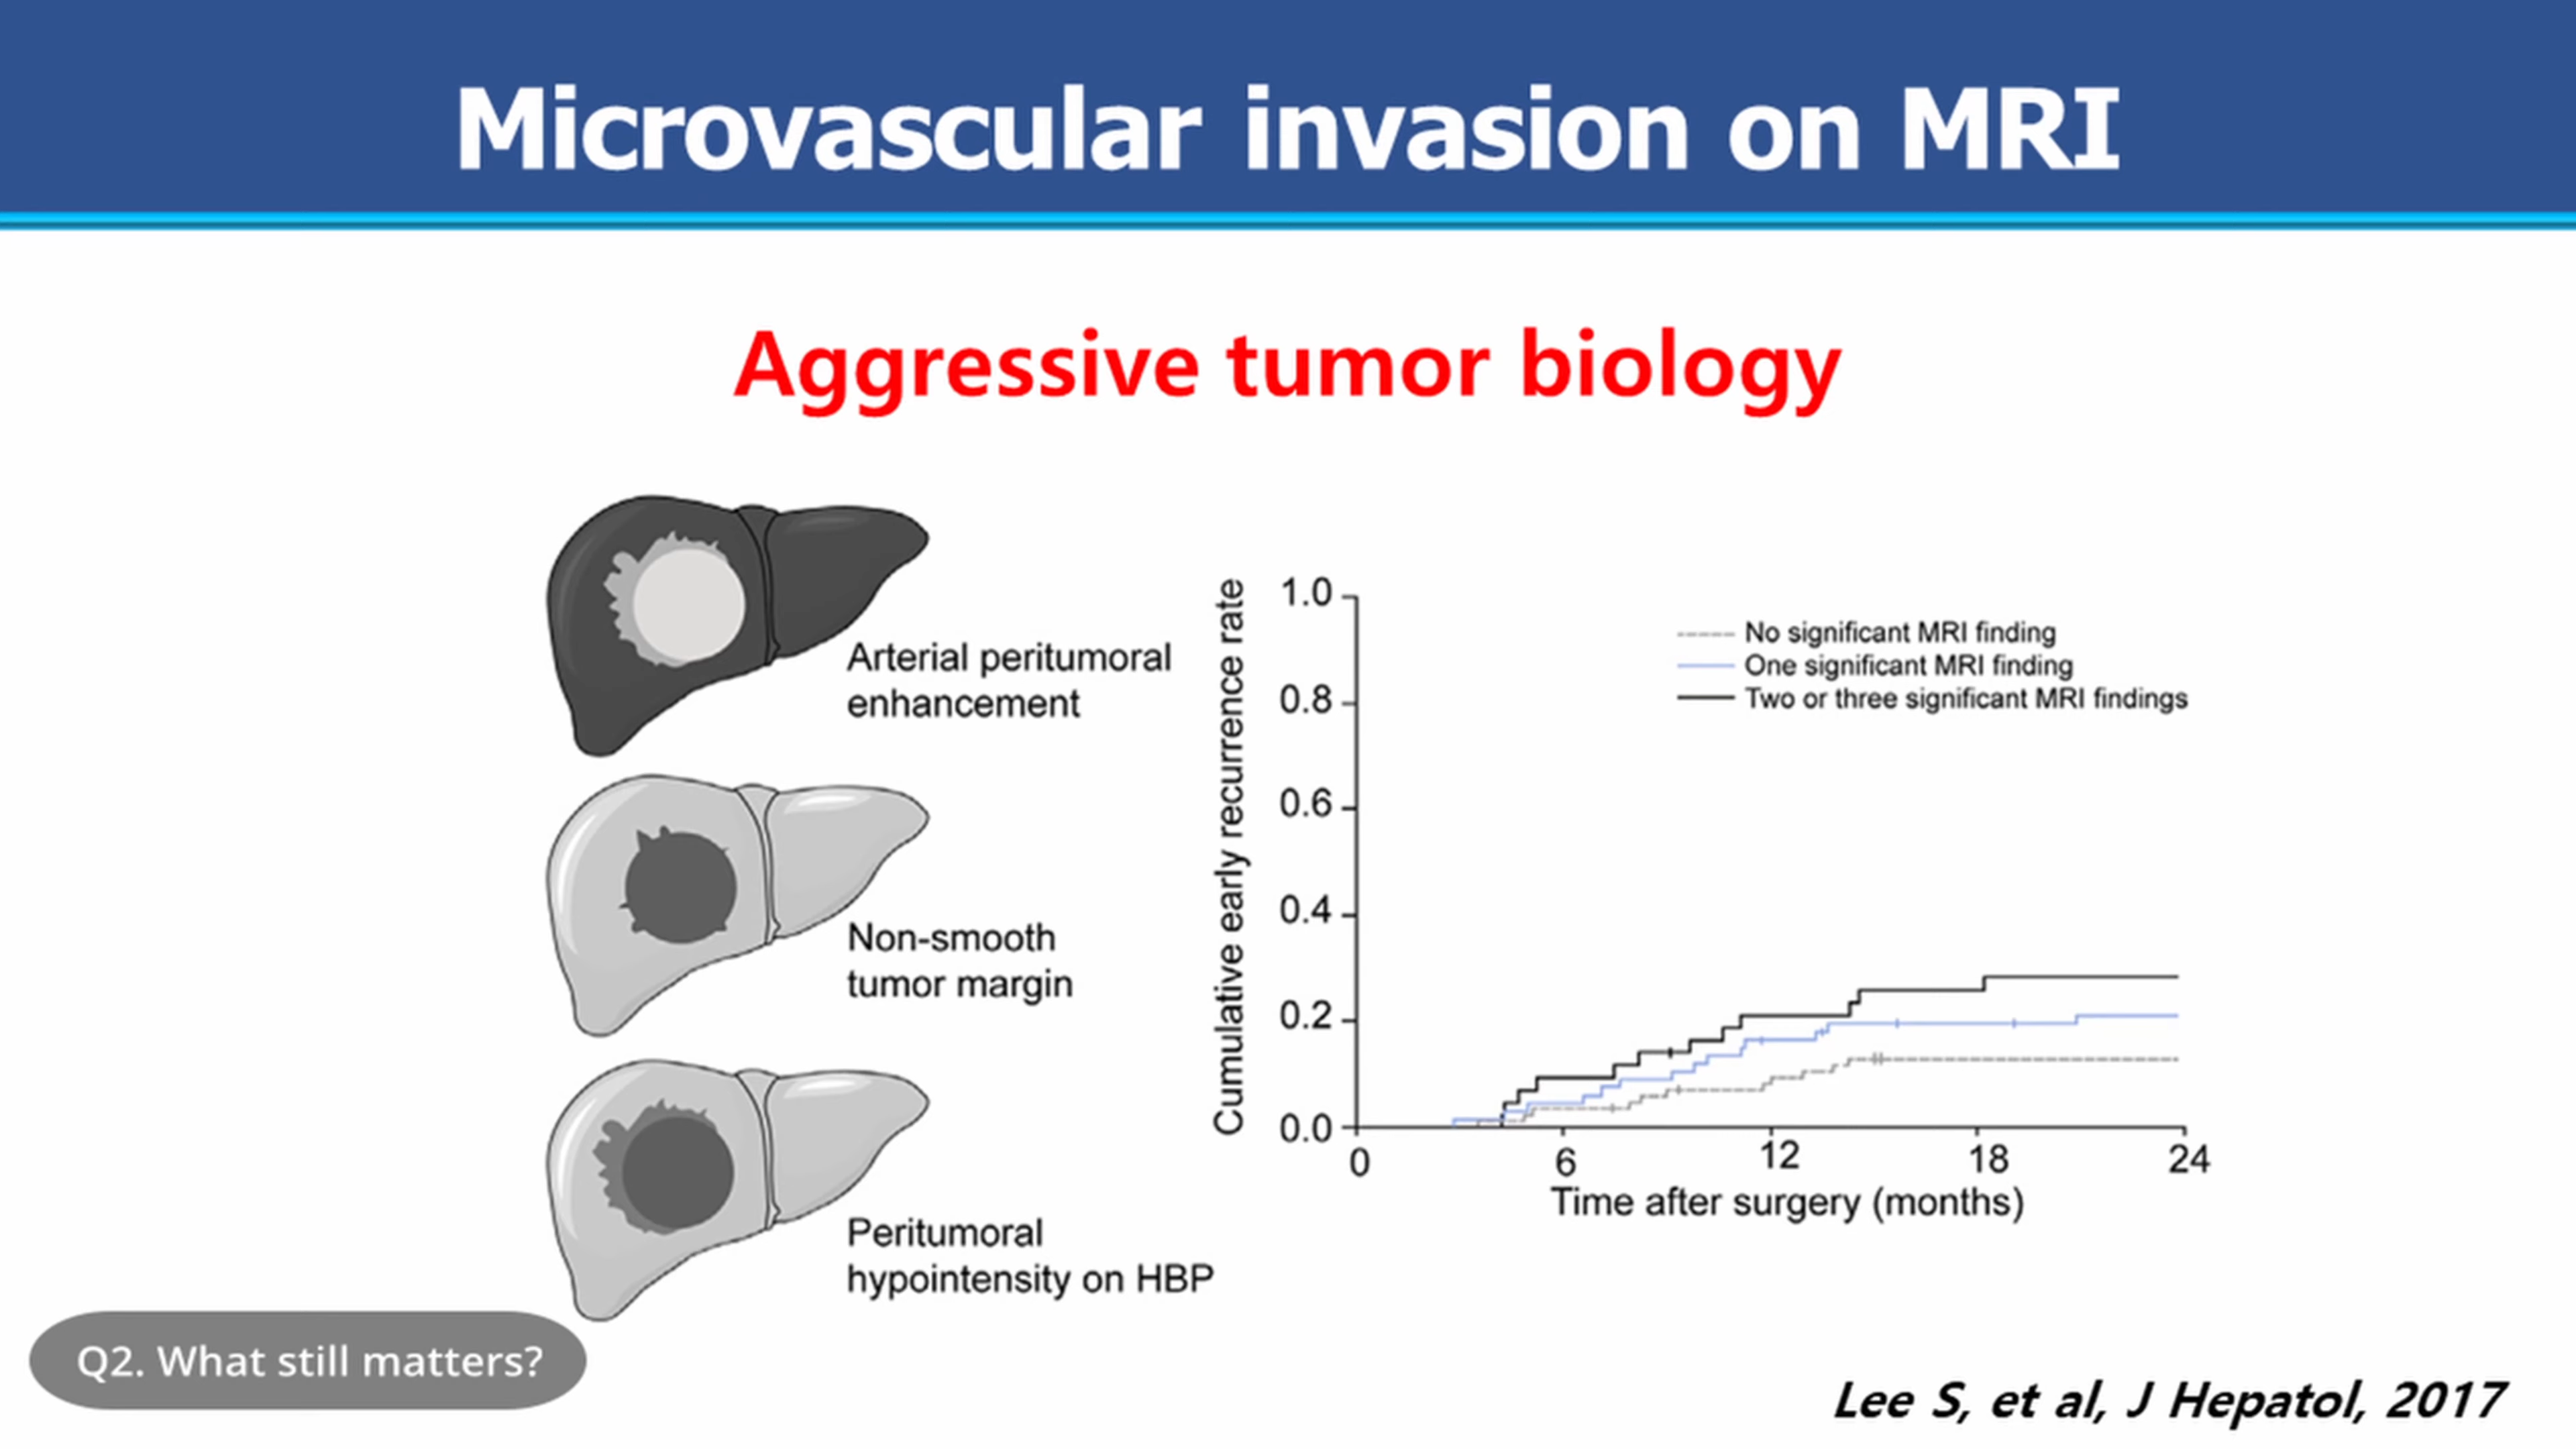 Microvascular invasion on MRI
Aggressive tumor biology
Arterial peritumoral
enhancement
Non-smooth
tumor margin
Peritumoral
hypointensity on HBP
Cumulative early recurrence rate
1.0
0.8
0.6
0.4
0.2
0.0
No significant MRI finding
One significant MRI finding
Two or three significant MRI findings
0 6 12 18 24
Time after surgery (months)
Q2. What still matters?
Lee S, et al, J Hepatol, 2017